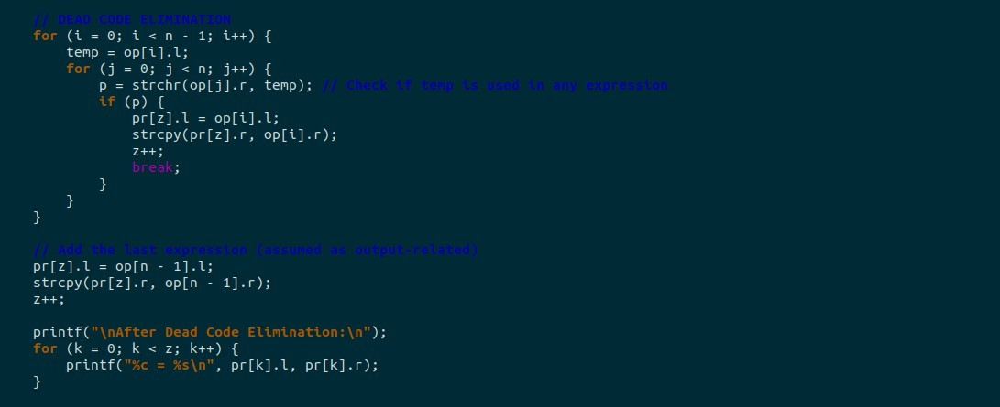 // DEAD CODE ELIMINATION
for (i = 0; i < n - 1; i++) {
    temp = op[i].l;
    for (j = 0; j < n; j++) {
        p = strchr(op[j].r, temp); // Check if temp is used in any expression
        if (p) {
            pr[z].l = op[i].l;
            strcpy(pr[z].r, op[i].r);
            z++;
            break;
        }
    }
}

// Add the last expression (assumed as output-related)
pr[z].l = op[n - 1].l;
strcpy(pr[z].r, op[n - 1].r);
z++;

printf("\nAfter Dead Code Elimination:\n");
for (k = 0; k < z; k++) {
    printf("%c = %s\n", pr[k].l, pr[k].r);
}